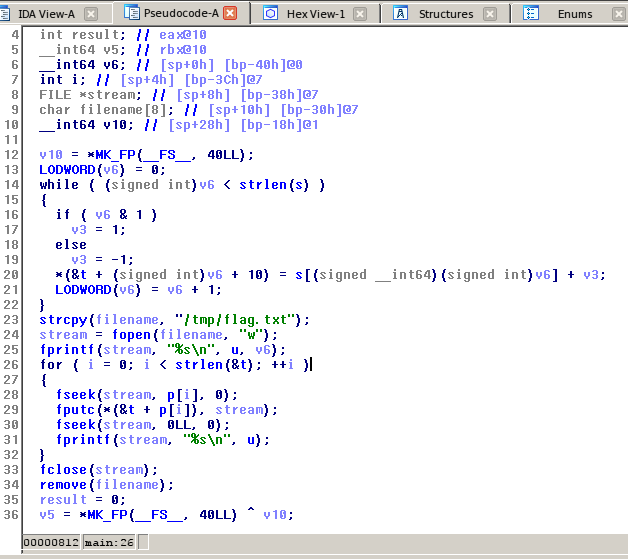 IDA View-A Pseudocode-A Hex View-1 Structures Enums
4 int result; // eax@10
5 __int64 v5; // rbx@10
6 __int64 v6; // [sp+0h] [bp-40h]@0
7 int i; // [sp+4h] [bp-3Ch]@7
8 FILE *stream; // [sp+8h] [bp-38h]@7
9 char filename[8]; // [sp+10h] [bp-30h]@7
10 __int64 v10; // [sp+28h] [bp-18h]@1
11
12 v10 = *MK_FP(__FS__, 40LL);
13 LODWORD(v6) = 0;
14 while ( (signed int)v6 < strlen(s) )
15 {
16 if ( v6 & 1 )
17 v3 = 1;
18 else
19 v3 = -1;
20 *(&t + (signed int)v6 + 10) = s[(signed __int64)(signed int)v6] + v3;
21 LODWORD(v6) = v6 + 1;
22 }
23 strcpy(filename, "/tmp/flag.txt");
24 stream = fopen(filename, "w");
25 fprintf(stream, "%s\n", u, v6);
26 for ( i = 0; i < strlen(&t); ++i )
27 {
28 fseek(stream, p[i], 0);
29 fputc(*(&t + p[i]), stream);
30 fseek(stream, 0LL, 0);
31 fprintf(stream, "%s\n", u);
32 }
33 fclose(stream);
34 remove(filename);
35 result = 0;
36 v5 = *MK_FP(__FS__, 40LL) ^ v10;
00000812 main:26